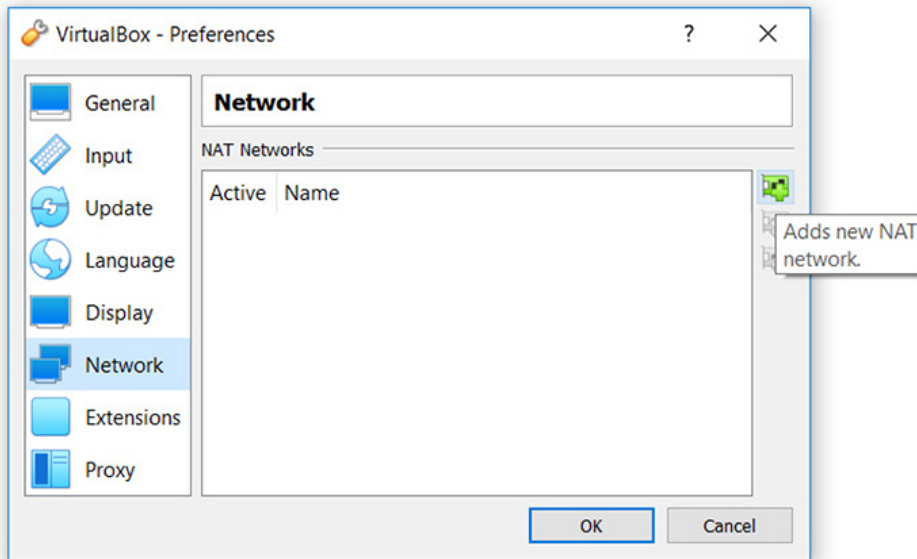 VirtualBox - Preferences
?
General
Input
Update
Language
Display
Network
Extensions
Proxy
Network
NAT Networks
Active Name
Adds new NAT
network.
OK
Cancel